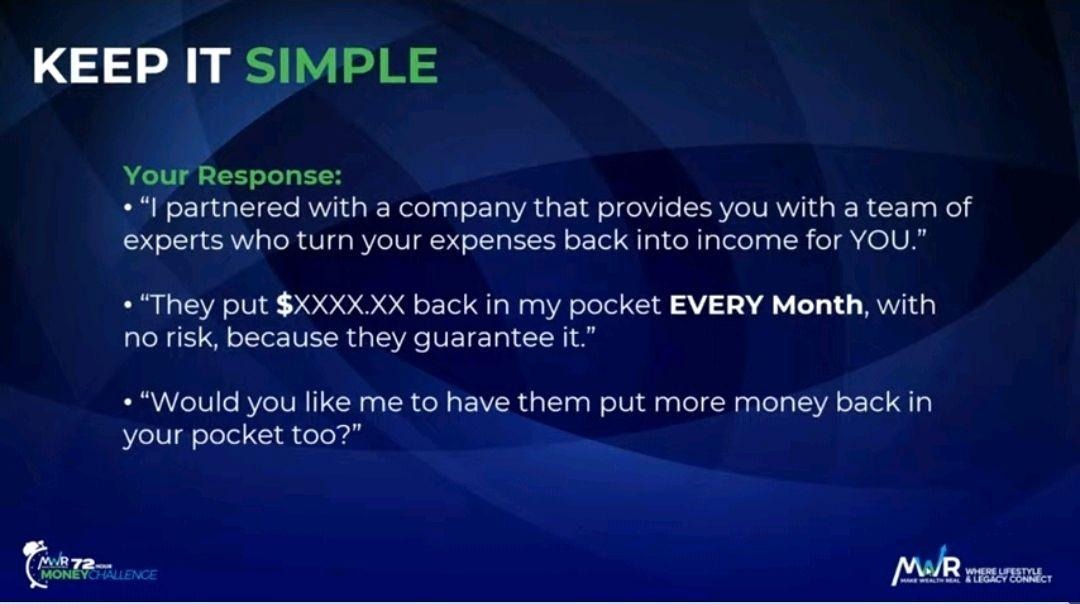 KEEP IT SIMPLE
Your Response:
• “I partnered with a company that provides you with a team of
experts who turn your expenses back into income for YOU.”
• “They put $XXXX.XX back in my pocket EVERY Month, with
no risk, because they guarantee it.”
• “Would you like me to have them put more money back in
your pocket too?”
MWR 72 HOUR
MONEYCHALLENGE
MWR
MAKE WEALTH REAL
WHERE LIFESTYLE
& LEGACY CONNECT